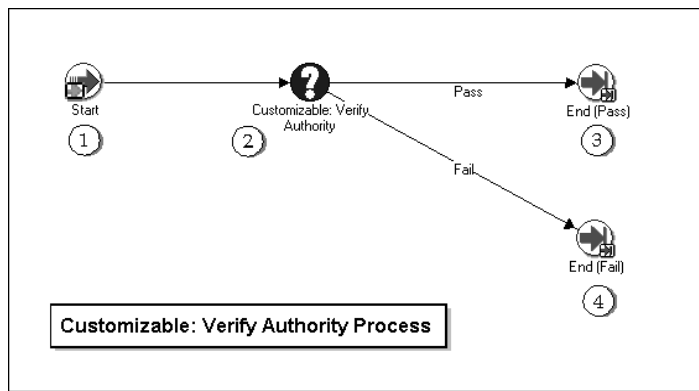 Start
1
Customizable: Verify
Authority
2
Pass
End (Pass)
3
Fail
End (Fail)
4
Customizable: Verify Authority Process